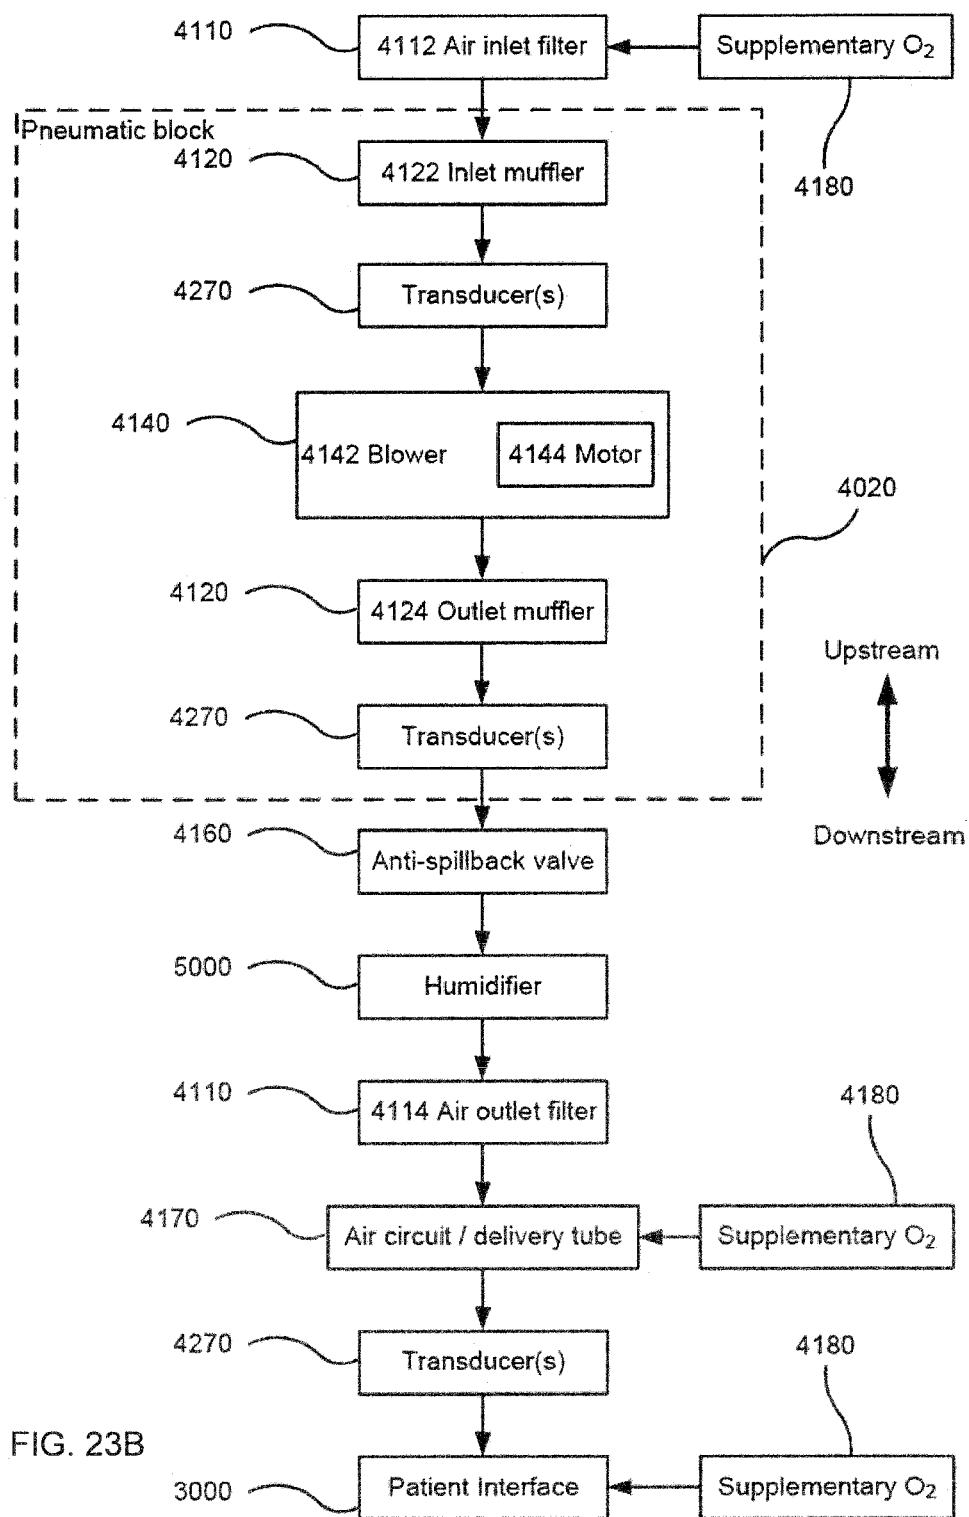 4110
4112 Air inlet filter
Supplementary O₂
4180
Pneumatic block
4120
4122 Inlet muffler
4270
Transducer(s)
4140
4142 Blower
4144 Motor
4020
4120
4124 Outlet muffler
Upstream
4270
Transducer(s)
Downstream
4160
Anti-spillback valve
5000
Humidifier
4110
4114 Air outlet filter
4180
4170
Air circuit / delivery tube
Supplementary O₂
4270
Transducer(s)
4180
FIG. 23B
3000
Patient Interface
Supplementary O₂